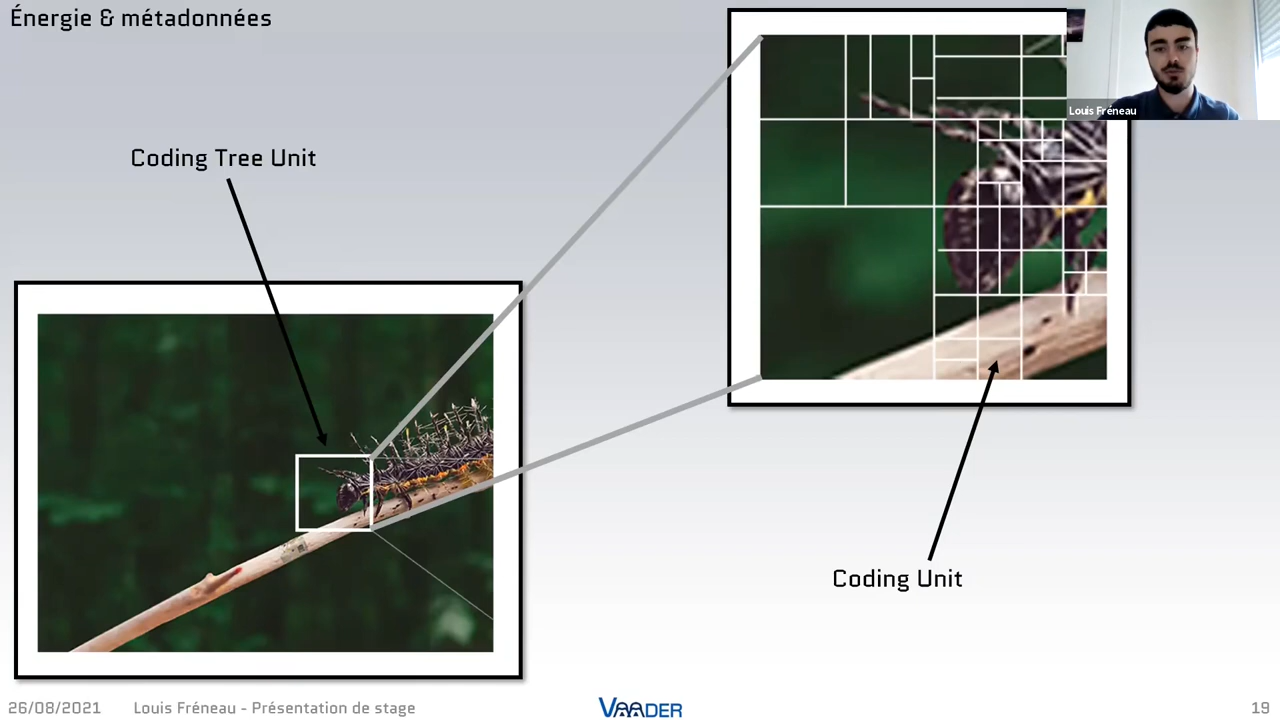 Énergie & métadonnées
Louis Fréneau
Coding Tree Unit
Coding Unit
26/08/2021
Louis Fréneau - Présentation de stage
VAADER
19